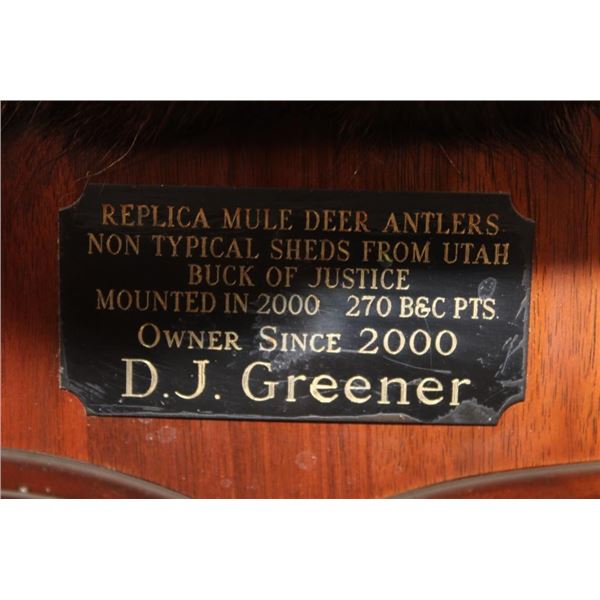 REPLICA MULE DEER ANTLERS
NON TYPICAL SHEDS FROM UTAH
BUCK OF JUSTICE
MOUNTED IN 2000 270 B&C PTS.
OWNER SINCE 2000
D.J. Greener